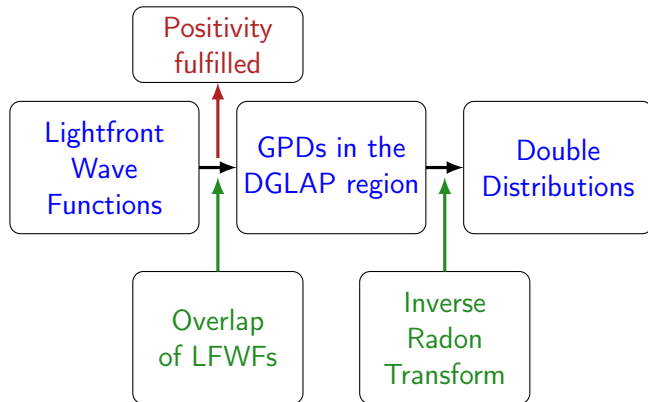 Positivity
fulfilled
Lightfront
Wave
Functions
GPDs in the
DGLAP region
Double
Distributions
Overlap
of LFWFs
Inverse
Radon
Transform